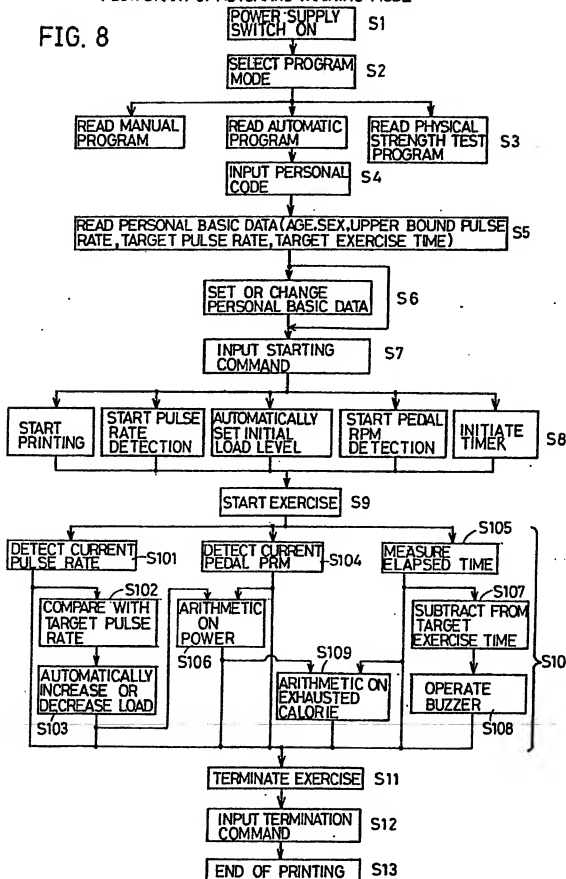 FIG. 8
POWER SUPPLY
SWITCH ON
S1
SELECT PROGRAM
MODE
S2
READ MANUAL
PROGRAM
READ AUTOMATIC
PROGRAM
READ PHYSICAL
STRENGTH TEST
PROGRAM
S3
INPUT PERSONAL
CODE
S4
READ PERSONAL BASIC DATA(AGE,SEX,UPPER BOUND PULSE
RATE,TARGET PULSE RATE,TARGET EXERCISE TIME)
S5
SET OR CHANGE
PERSONAL BASIC DATA
S6
INPUT STARTING
COMMAND
S7
START
PRINTING
START PULSE
RATE
DETECTION
AUTOMATICALLY
SET INITIAL
LOAD LEVEL
START PEDAL
RPM
DETECTION
INITIATE
TIMER
S8
START EXERCISE
S9
DETECT CURRENT
PULSE RATE
S101
DETECT CURRENT
PEDAL PRM
S104
S105
MEASURE
ELAPSED TIME
S102
COMPARE WITH
TARGET PULSE
RATE
ARITHMETIC
ON
POWER
S106
S107
SUBTRACT FROM
TARGET
EXERCISE TIME
S10
AUTOMATICALLY
INCREASE OR
DECREASE LOAD
S103
S109
ARITHMETIC ON
EXHAUSTED
CALORIE
OPERATE
BUZZER
S108
TERMINATE EXERCISE
S11
INPUT TERMINATION
COMMAND
S12
END OF PRINTING
S13